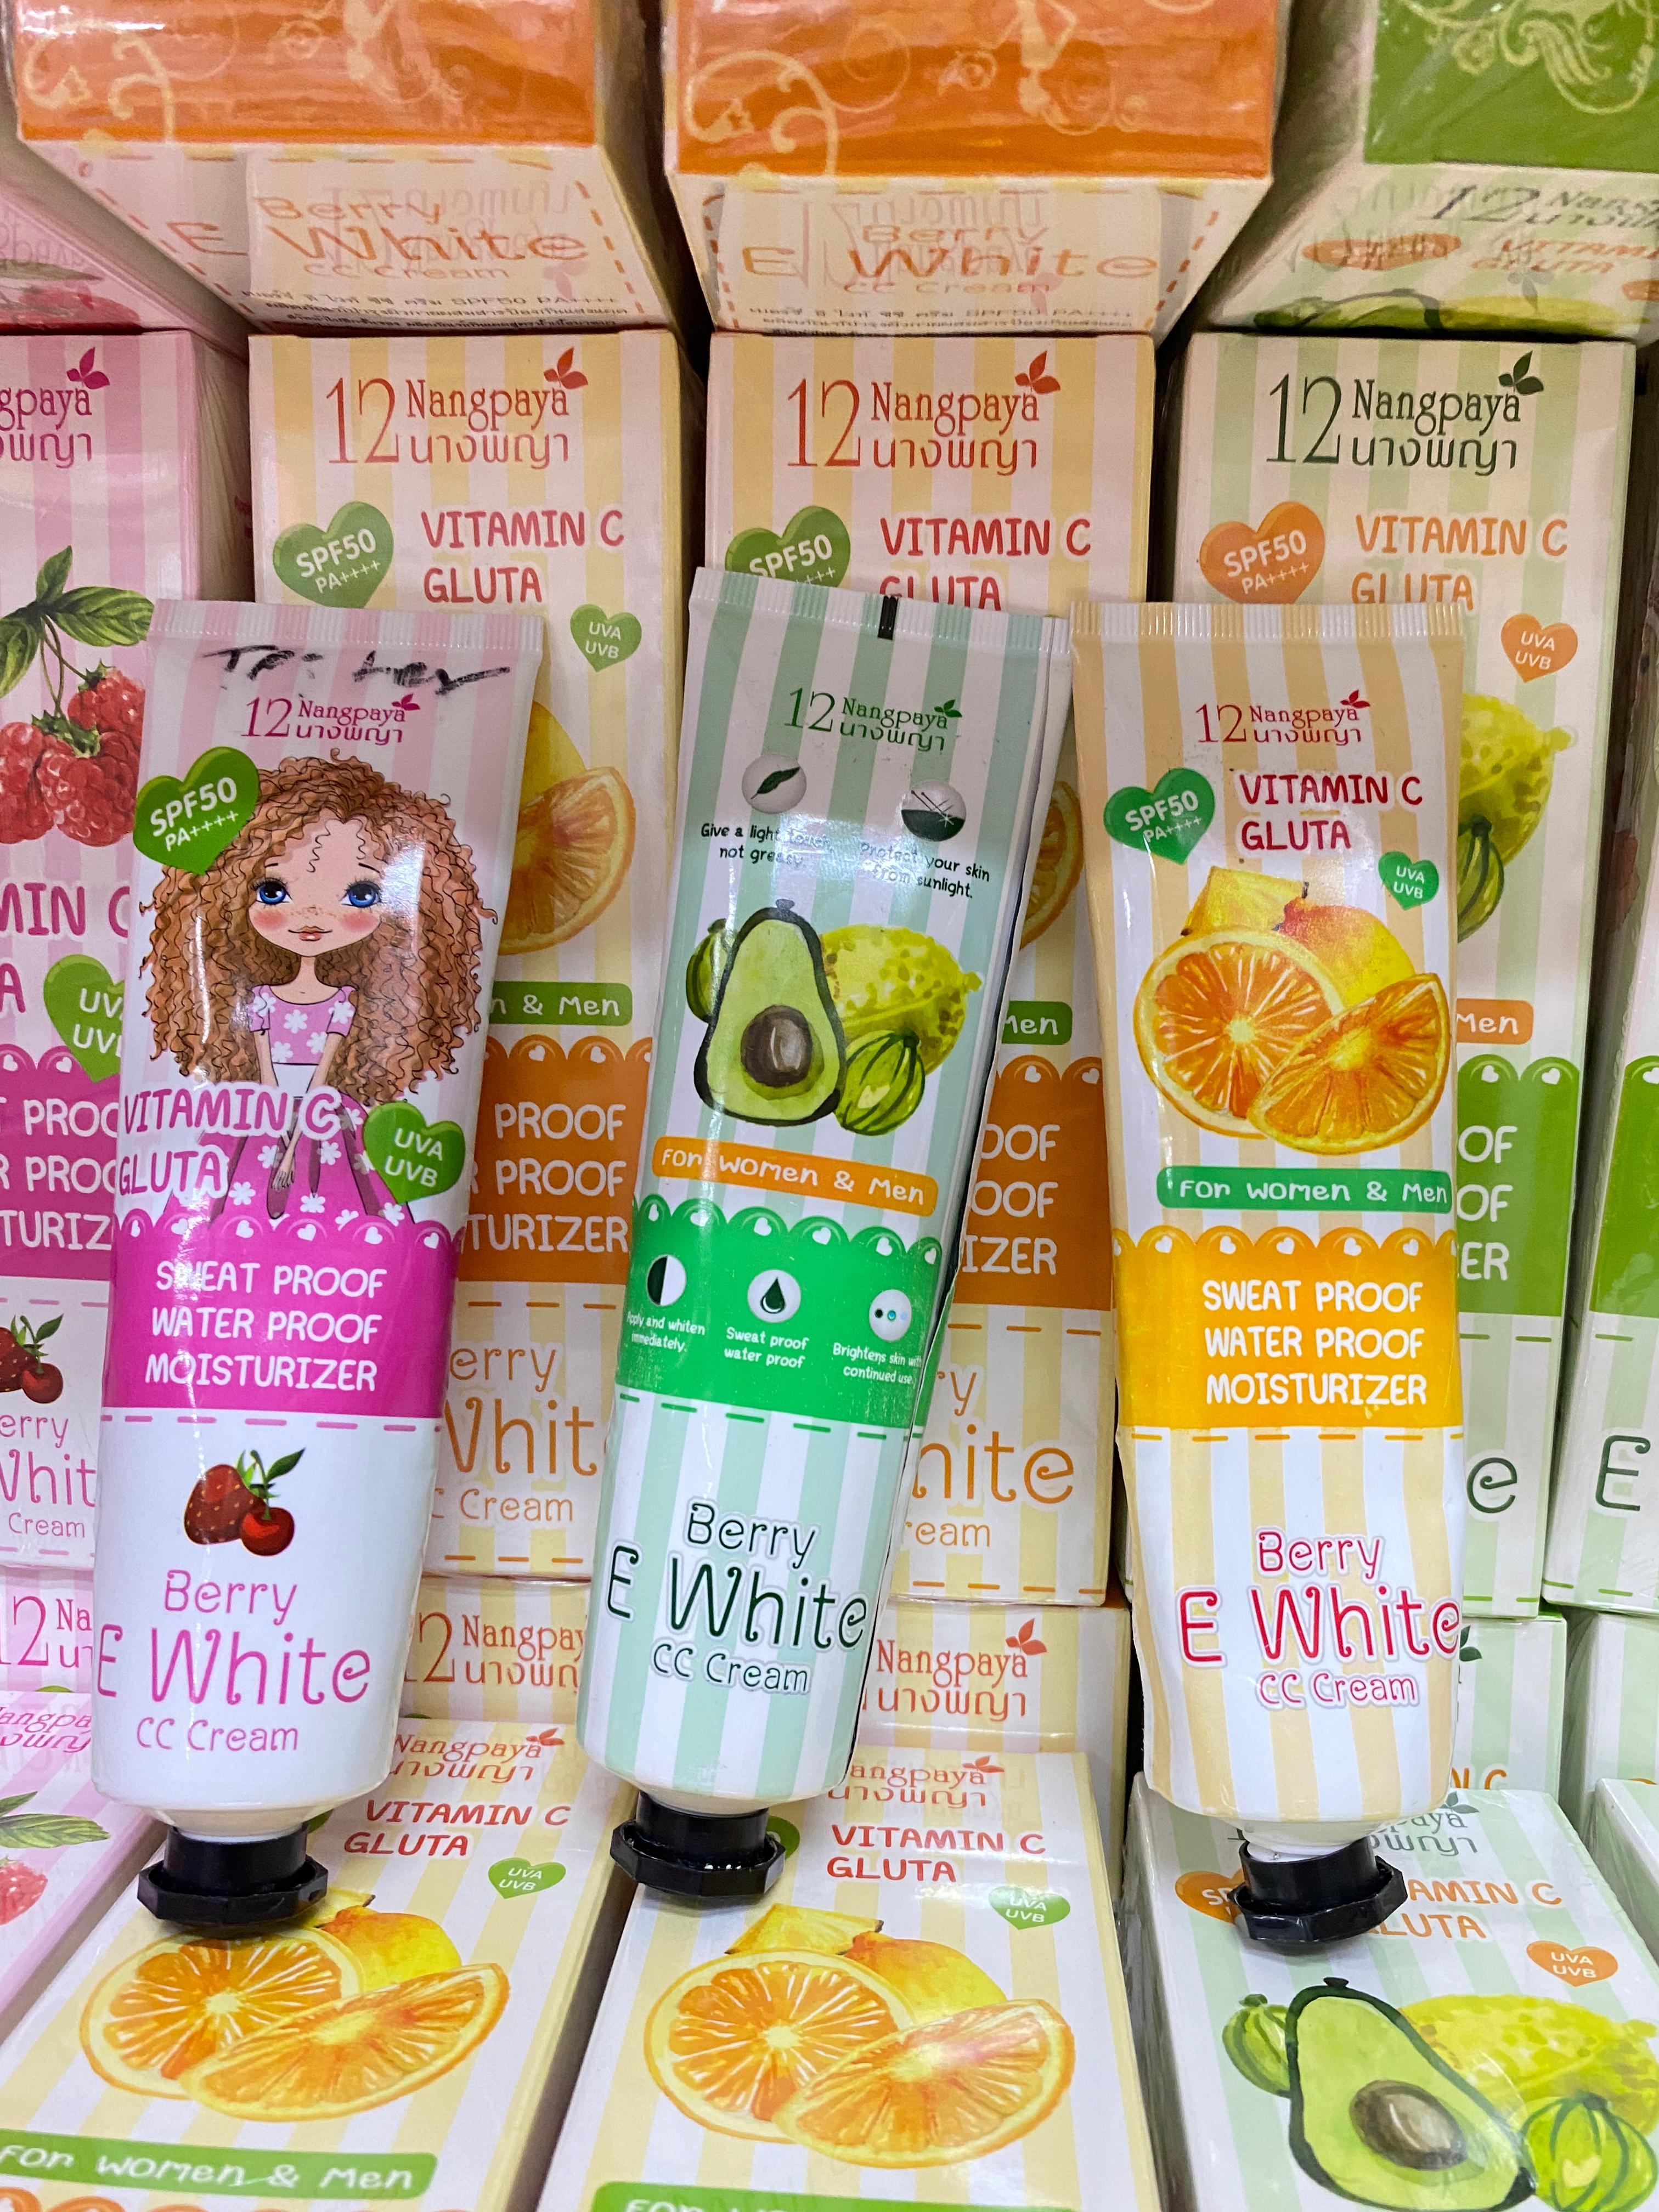 Berry
E White
CC Cream
Berry
E White
CC Cream
12 Nangpaya
นางพญา
SPF50
PA++++
VITAMIN C
GLUTA
UVA
UVB
12 Nangpaya
นางพญา
SPF50
VITAMIN C
GLUTA
12 Nangpaya
นางพญา
SPF50
PA++++
VITAMIN C
GLUTA
UVA
UVB
Tester
12 Nangpaya
นางพญา
SPF50
PA++++
VITAMIN C
GLUTA
UVA
UVB
SWEAT PROOF
WATER PROOF
MOISTURIZER
Berry
E White
CC Cream
12 Nangpaya
นางพญา
Give a light touch,
not greasy.
Protect your skin
from sunlight.
For women & Men
Apply and whiten
immediately.
Sweat proof
water proof
Brightens skin with
continued use.
Berry
E White
CC Cream
12 Nangpaya
นางพญา
SPF50
PA++++
VITAMIN C
GLUTA
UVA
UVB
For women & Men
SWEAT PROOF
WATER PROOF
MOISTURIZER
Berry
E White
CC Cream
& Men
PROOF
PROOF
Cream
Nangpaya
นางพญา
Nangpaya
นางพญา
VITAMIN C
GLUTA
UVA
UVB
For women & Men
VITAMIN C
GLUTA
UVA
UVB
GLUTA
UVA
UVB